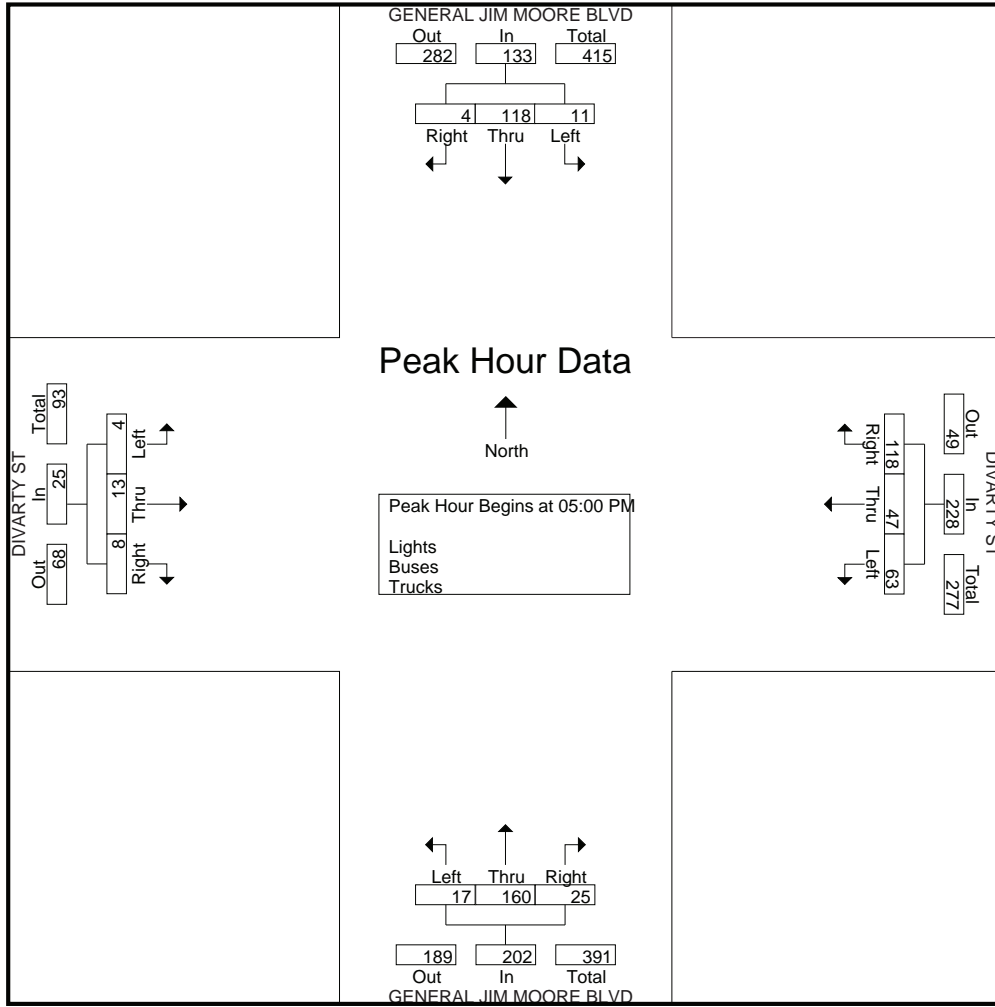 GENERAL JIM MOORE BLVD
Out In Total
282 133 415
4 118 11
Right Thru Left
Peak Hour Data
North
Peak Hour Begins at 05:00 PM
Lights
Buses
Trucks
DIVARTY ST
Total In Out
93 25 68
4 13 8
Left Thru Right
DIVARTY ST
Out In Total
49 228 277
118 47 63
Right Thru Left
Left Thru Right
17 160 25
189 202 391
Out In Total
GENERAL JIM MOORE BLVD